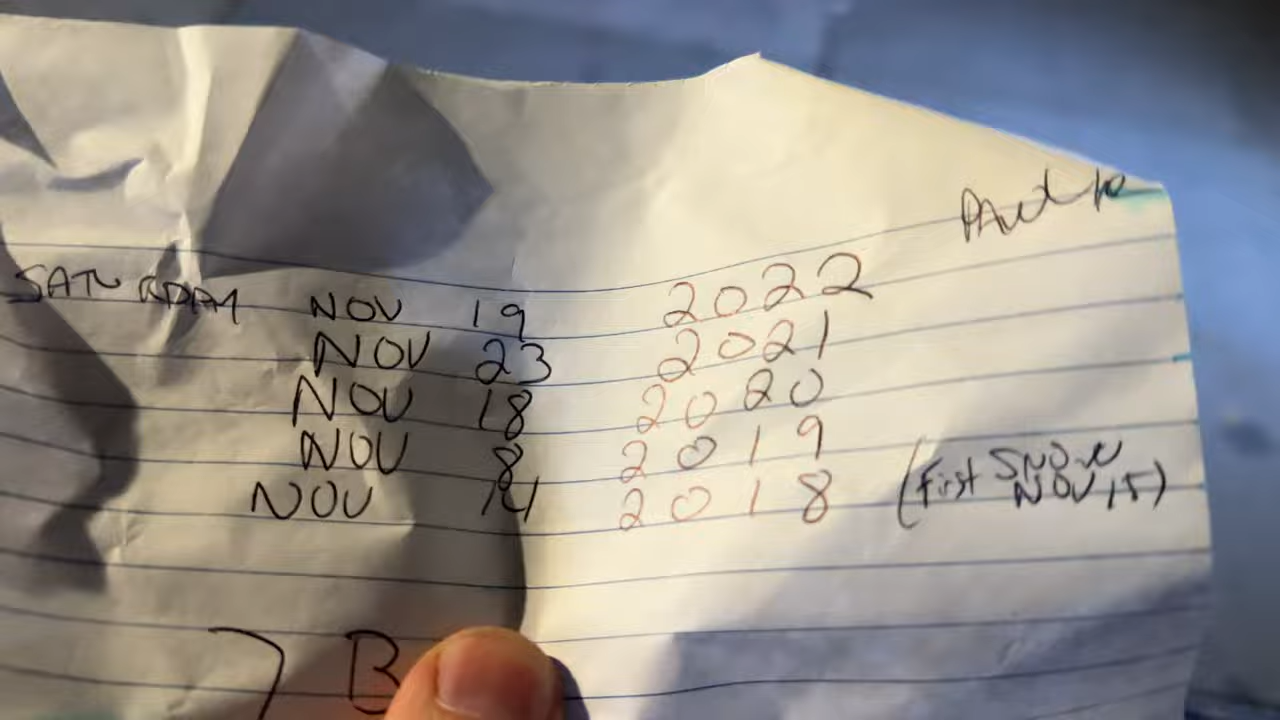 SATURDAY NOV 19 2022
NOV 23 2021
NOV 18 2020
NOV 8 2019
NOV 14 2018 (first SNOW
NOV 15)
7 B